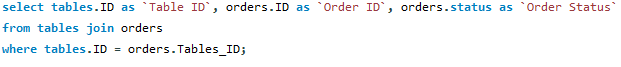 select tables.ID as `Table ID`, orders.ID as `Order ID`, orders.status as `Order Status`
from tables join orders
where tables.ID = orders.Tables_ID;